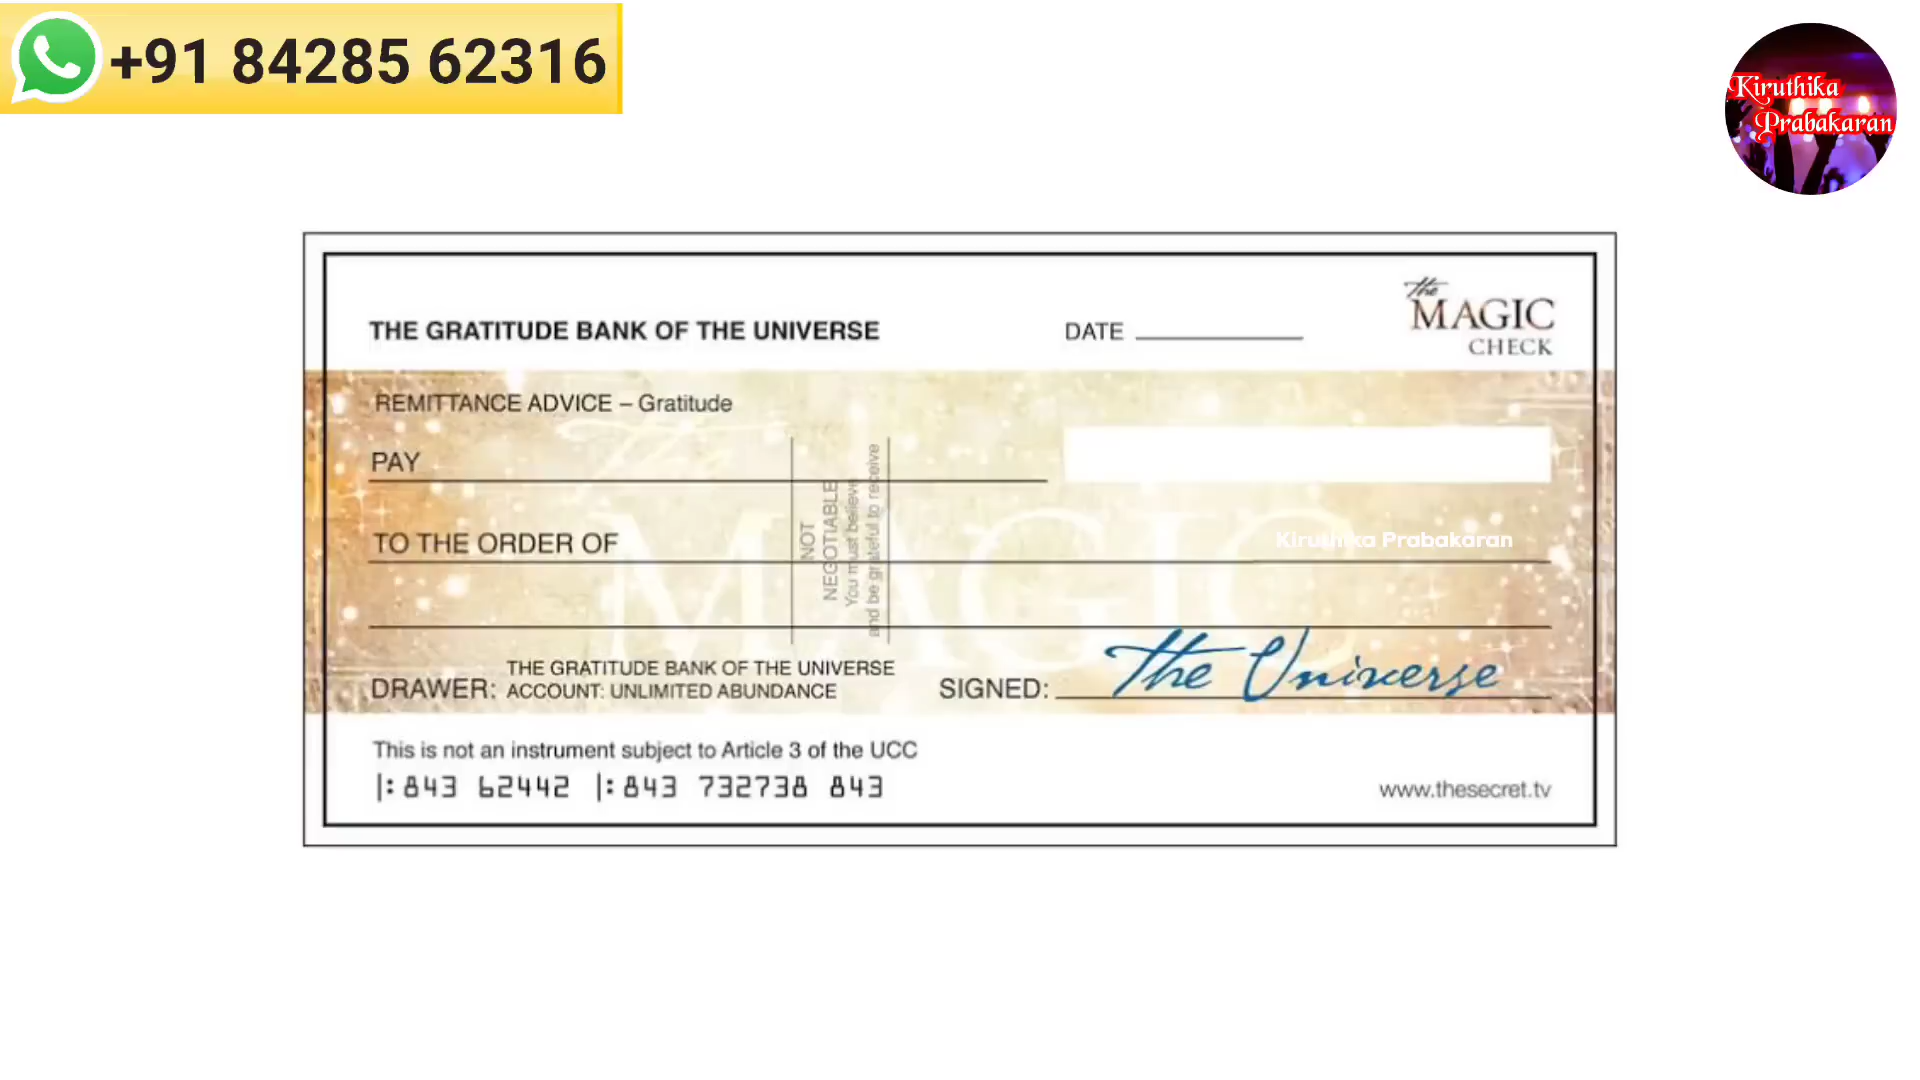 +91 84285 62316
Kiruthika
Prabakaran
the
MAGIC
CHECK
THE GRATITUDE BANK OF THE UNIVERSE
DATE
REMITTANCE ADVICE – Gratitude
PAY
NOT
NEGOTIABLE
You must believe
and be grateful to receive
TO THE ORDER OF
Kiruthika Prabakaran
the
MAGIC
THE GRATITUDE BANK OF THE UNIVERSE
DRAWER: ACCOUNT: UNLIMITED ABUNDANCE
SIGNED: The Universe
This is not an instrument subject to Article 3 of the UCC
|:843 62442 |:843 732738 843
www.thesecret.tv